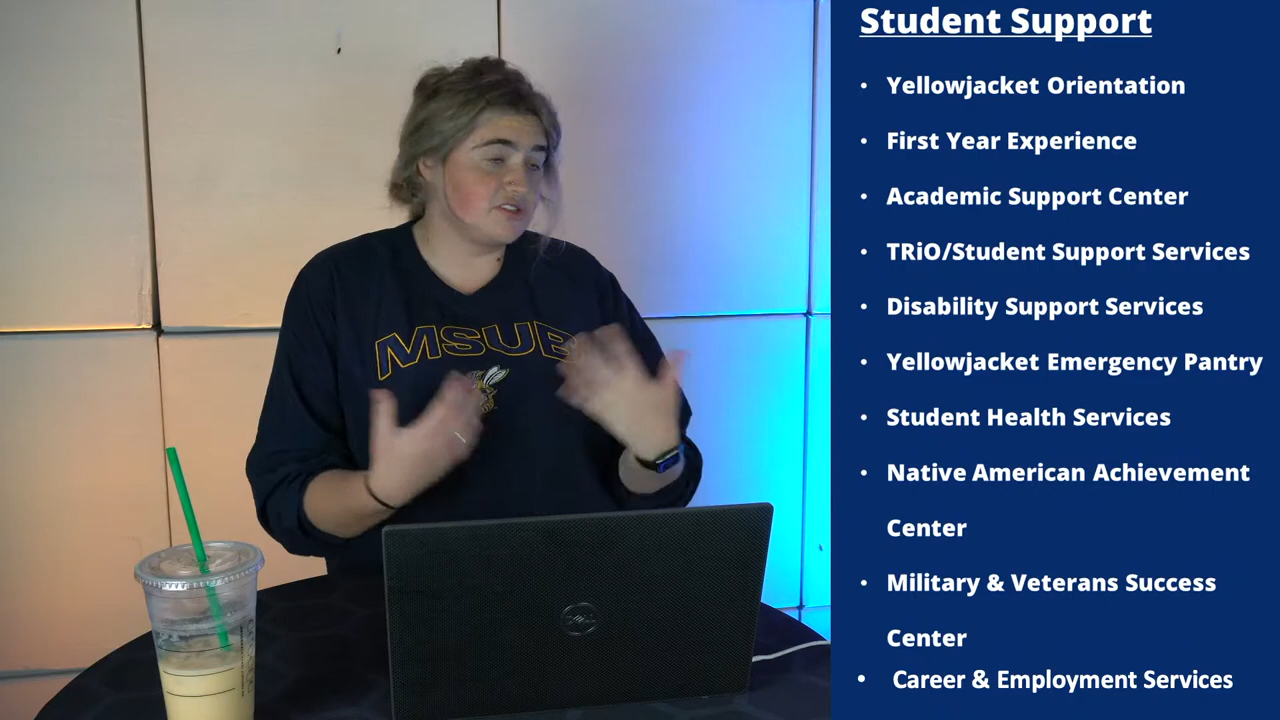 Student Support
• Yellowjacket Orientation
• First Year Experience
• Academic Support Center
• TRiO/Student Support Services
• Disability Support Services
• Yellowjacket Emergency Pantry
• Student Health Services
• Native American Achievement
Center
• Military & Veterans Success
Center
• Career & Employment Services
MSUB
DELL